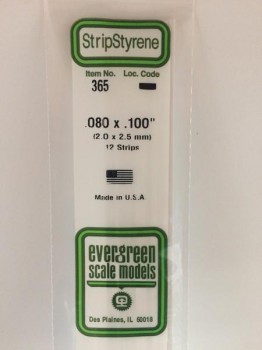 StripStyrene
Item No. Loc. Code
365
.080 x .100"
(2.0 x 2.5 mm)
12 Strips
Made in U.S.A
evergreen
scale models
Des Plaines, IL 60018